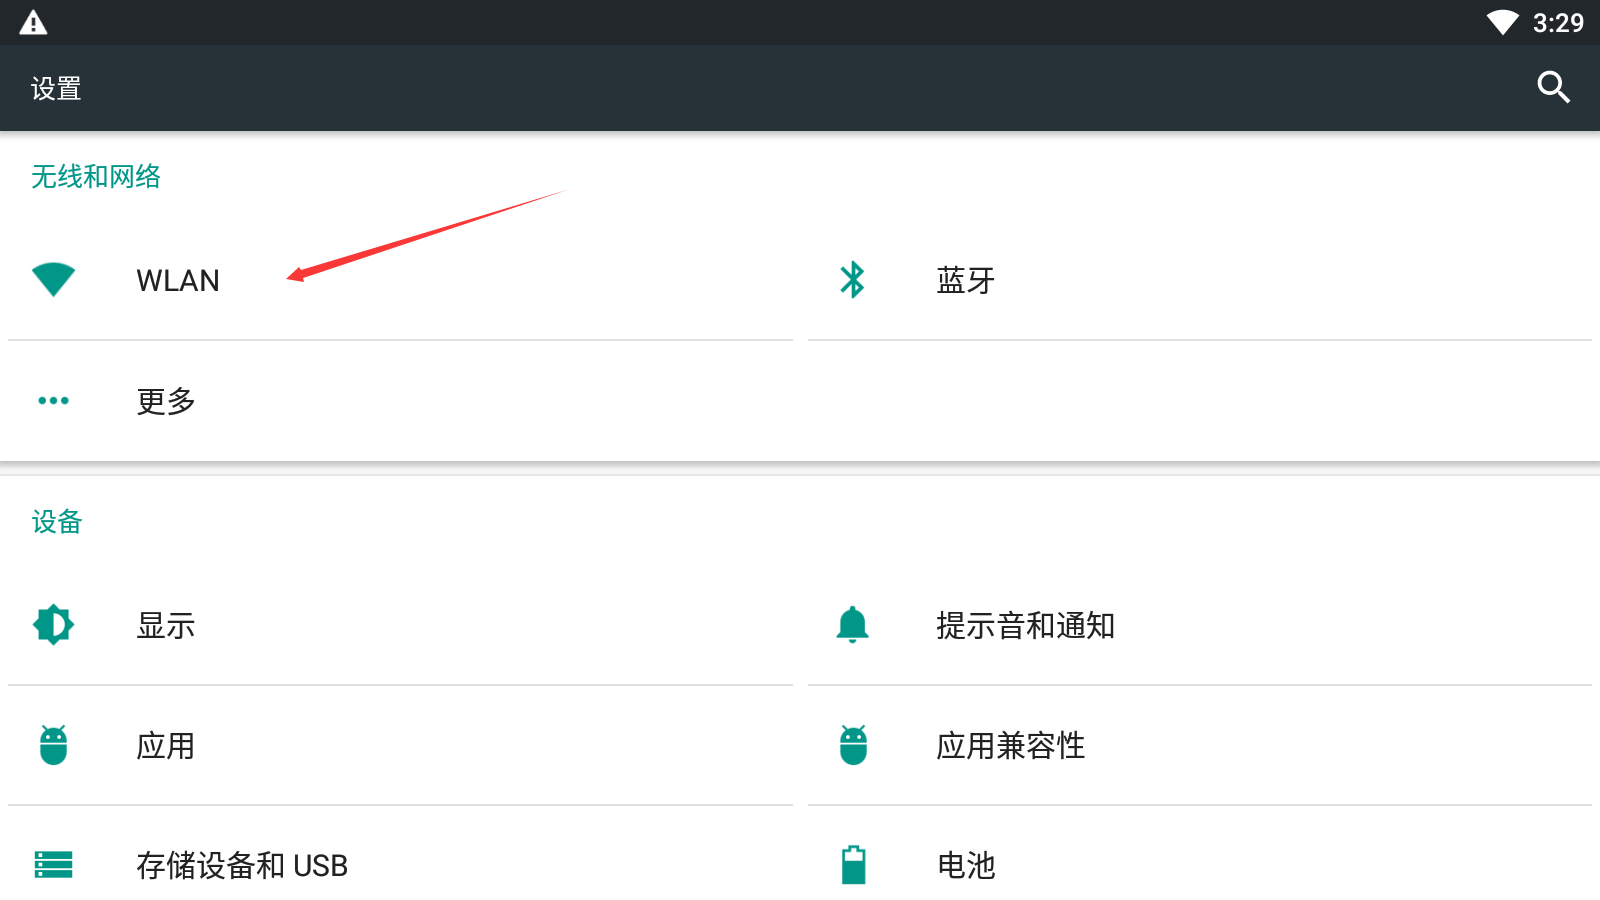 3:29
设置
无线和网络
WLAN
蓝牙
更多
设备
显示
提示音和通知
应用
应用兼容性
存储设备和 USB
电池